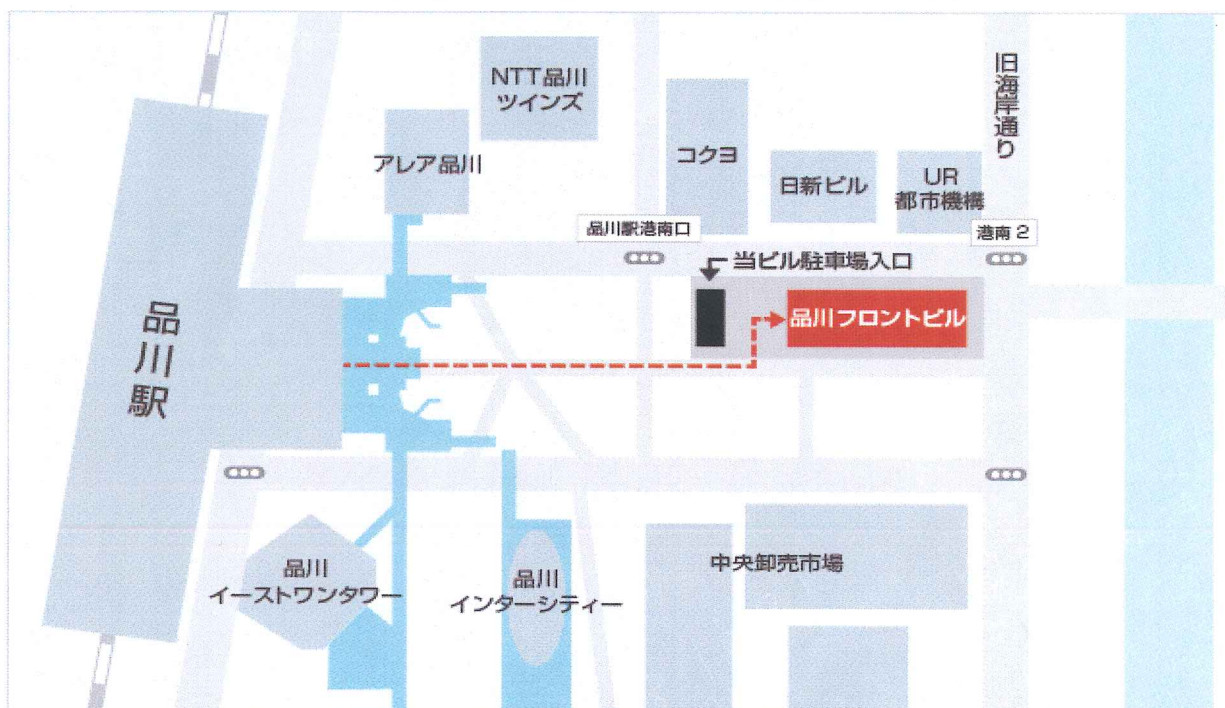 NTT品川
ツインズ
アレア品川
コクヨ
日新ビル
UR
都市機構
旧海岸通り
品川駅港南口
港南2
当ビル駐車場入口
品川フロントビル
品川駅
品川
イーストワンタワー
品川
インターシティー
中央卸売市場